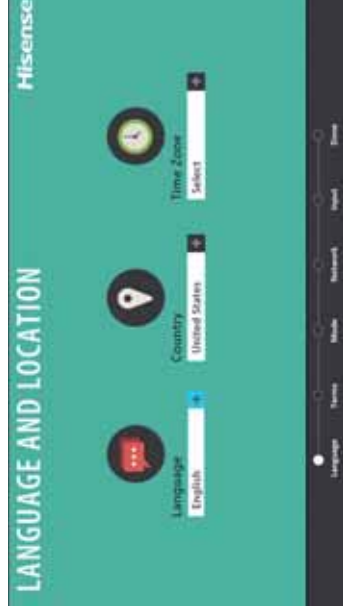 Hisense
LANGUAGE AND LOCATION
Language
Country
Time Zone
English
United States
Select
Language
Terms
Mode
Network
Input
Done